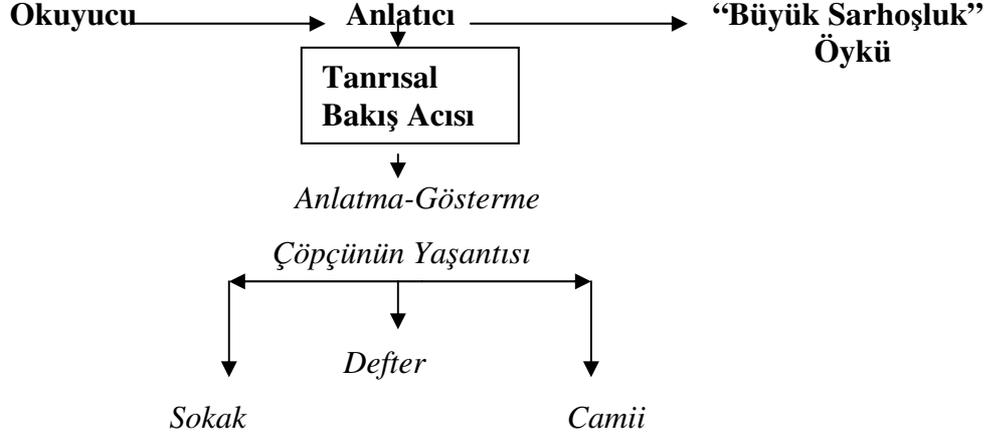 Okuyucu Anlatıcı “Büyük Sarhoşluk”
Öykü
Tanrısal
Bakış Acısı
Anlatma-Gösterme
Çöpçünün Yaşantısı
Defter
Sokak Camii